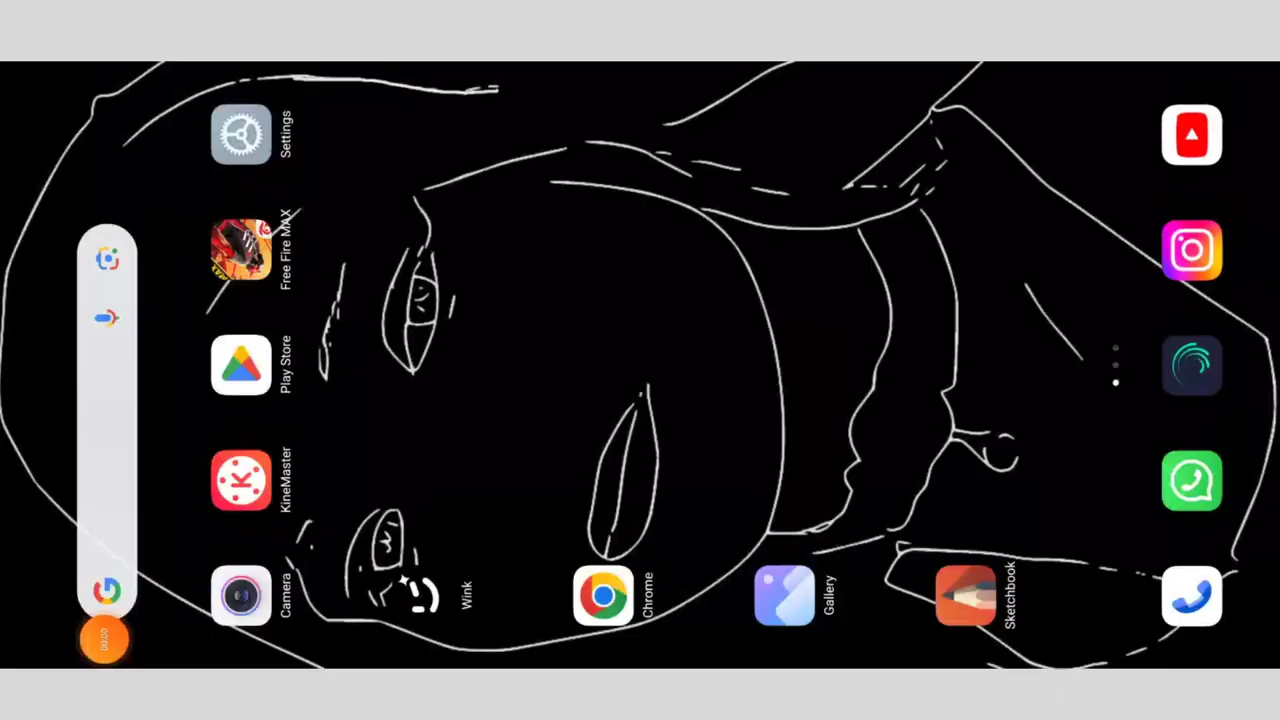 00:00
Camera
KineMaster
Play Store
Free Fire MAX
Settings
Wink
Chrome
Gallery
Sketchbook